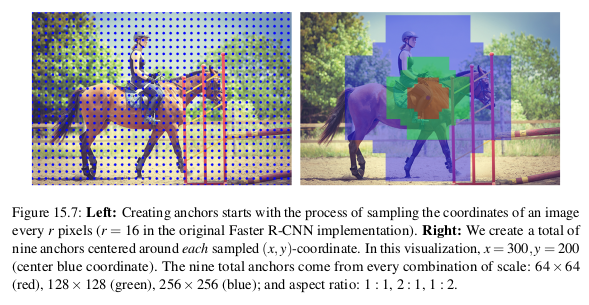 Figure 15.7: Left: Creating anchors starts with the process of sampling the coordinates of an image
every r pixels (r = 16 in the original Faster R-CNN implementation). Right: We create a total of
nine anchors centered around each sampled (x, y)-coordinate. In this visualization, x = 300, y = 200
(center blue coordinate). The nine total anchors come from every combination of scale: 64 × 64
(red), 128 × 128 (green), 256 × 256 (blue); and aspect ratio: 1 : 1, 2 : 1, 1 : 2.